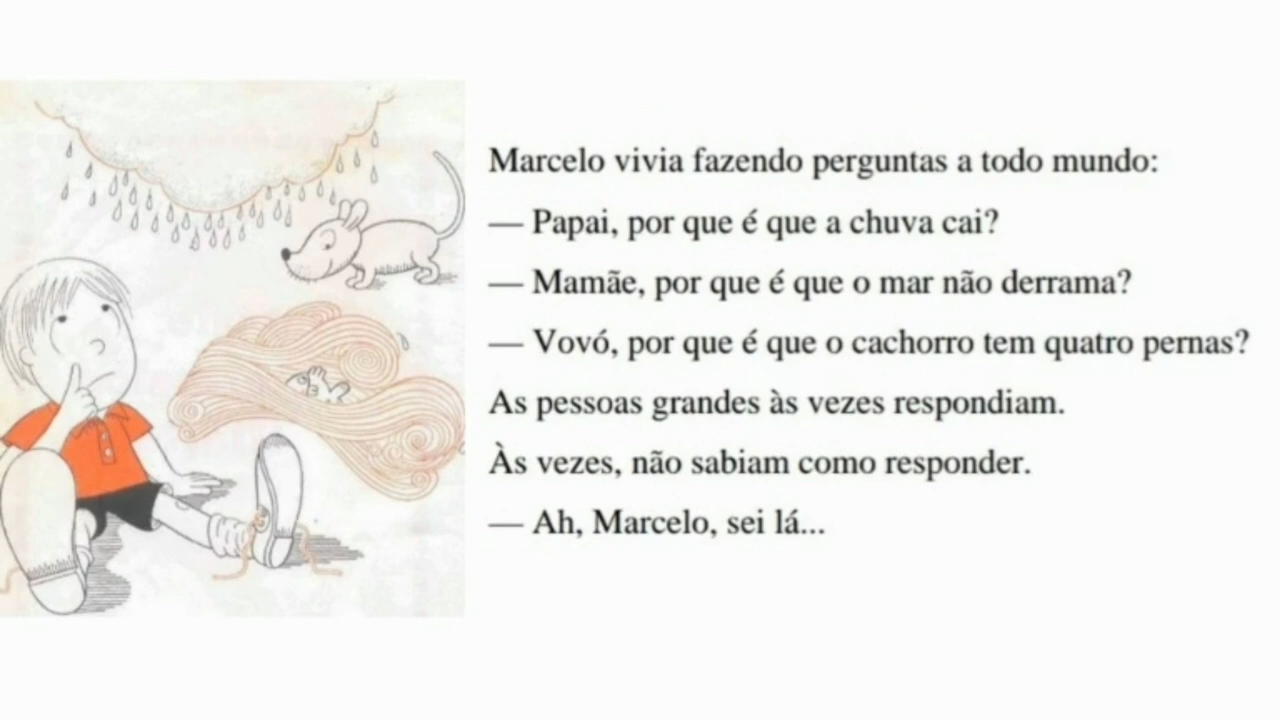 Marcelo vivia fazendo perguntas a todo mundo:
— Papai, por que é que a chuva cai?
— Mamãe, por que é que o mar não derrama?
— Vovó, por que é que o cachorro tem quatro pernas?
As pessoas grandes às vezes respondiam.
Às vezes, não sabiam como responder.
— Ah, Marcelo, sei lá...